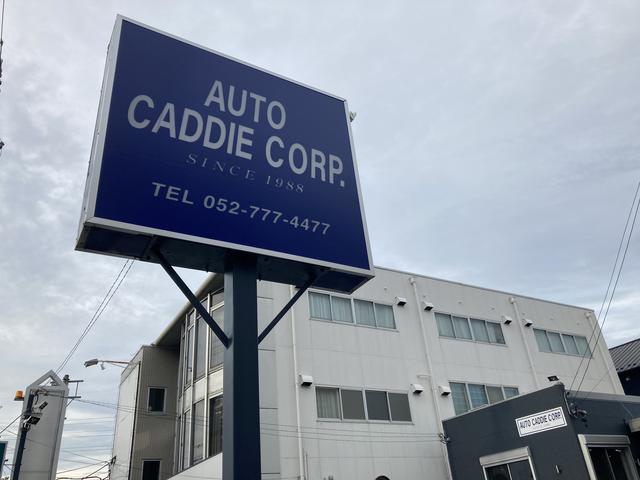 AUTO
CADDIE CORP.
SINCE 1988
TEL 052-777-4477
AUTO CADDIE CORP.